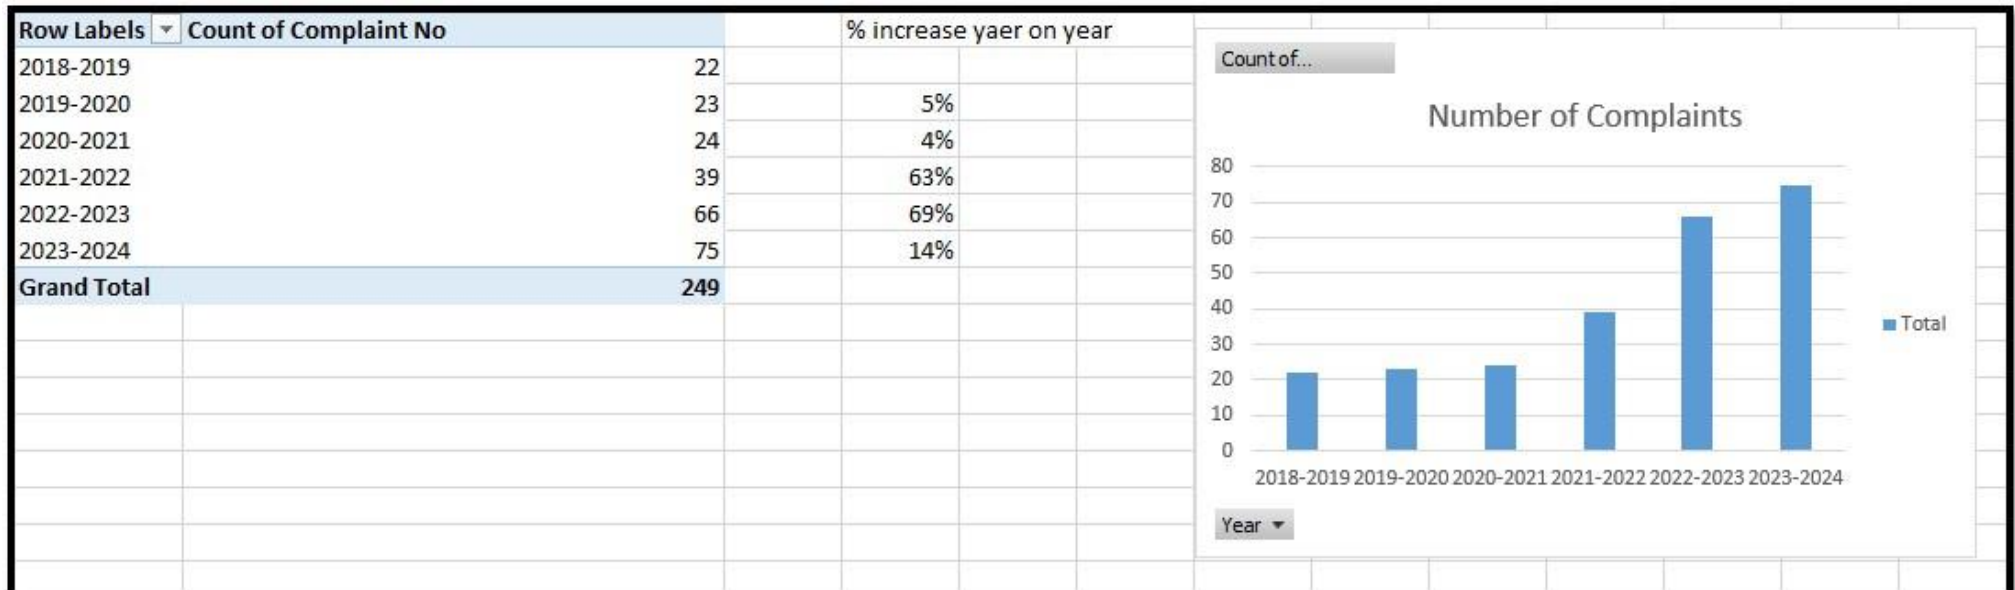 Row Labels Count of Complaint No % increase yaer on year
2018-2019 22
2019-2020 23 5%
2020-2021 24 4%
2021-2022 39 63%
2022-2023 66 69%
2023-2024 75 14%
Grand Total 249
Count of...
Number of Complaints
80
70
60
50
40
30
20
10
0
2018-2019 2019-2020 2020-2021 2021-2022 2022-2023 2023-2024
Total
Year